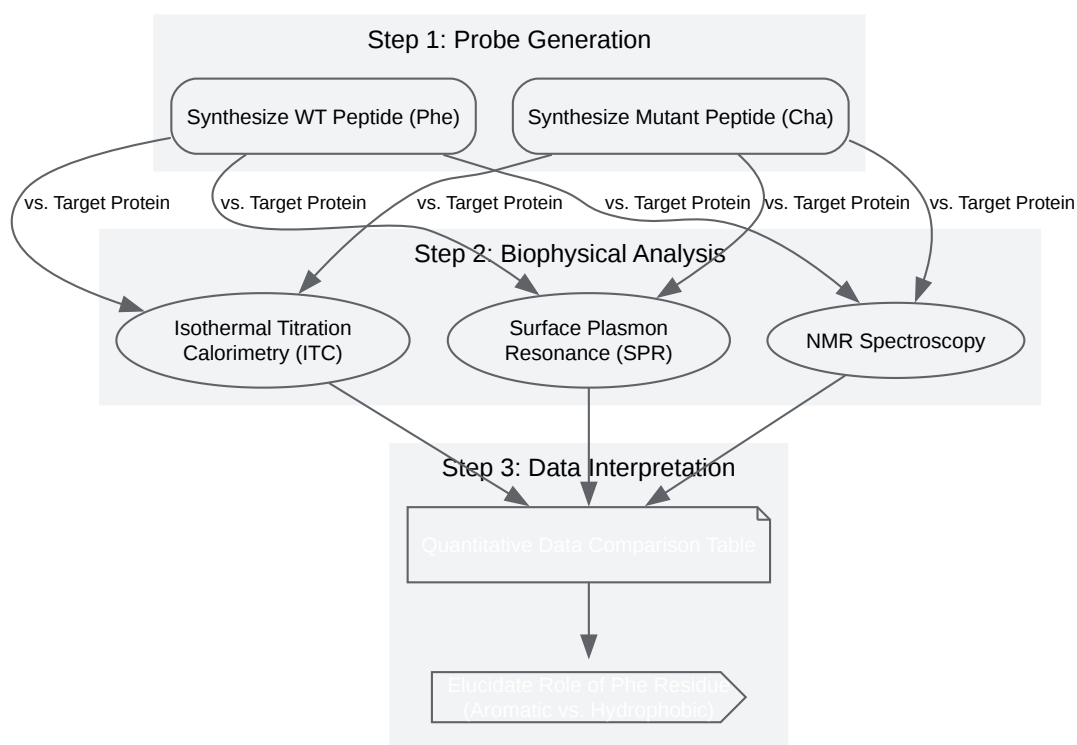 Step 1: Probe Generation
Synthesize WT Peptide (Phe)
Synthesize Mutant Peptide (Cha)
vs. Target Protein
vs. Target Protein
vs. Target Protein
vs. Target Protein
vs. Target Protein
vs. Target Protein
Step 2: Biophysical Analysis
Isothermal Titration
Calorimetry (ITC)
Surface Plasmon
Resonance (SPR)
NMR Spectroscopy
Step 3: Data Interpretation
Quantitative Data Comparison Table
Elucidate Role of Phe Residue
(Aromatic vs. Hydrophobic)